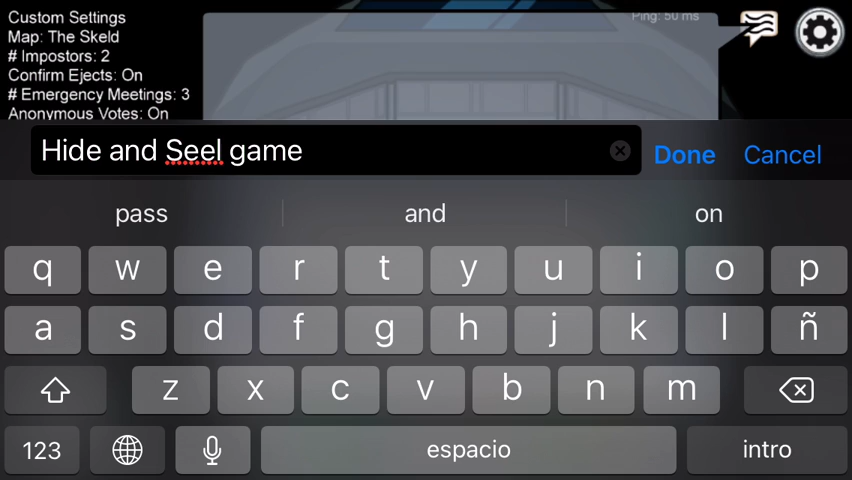 Custom Settings
Map: The Skeld
# Impostors: 2
Confirm Ejects: On
# Emergency Meetings: 3
Anonymous Votes: On
Ping: 50 ms
Hide and Seel game
Done
Cancel
pass and on
q w e r t y u i o p
a s d f g h j k l ñ
z x c v b n m
123 espacio intro